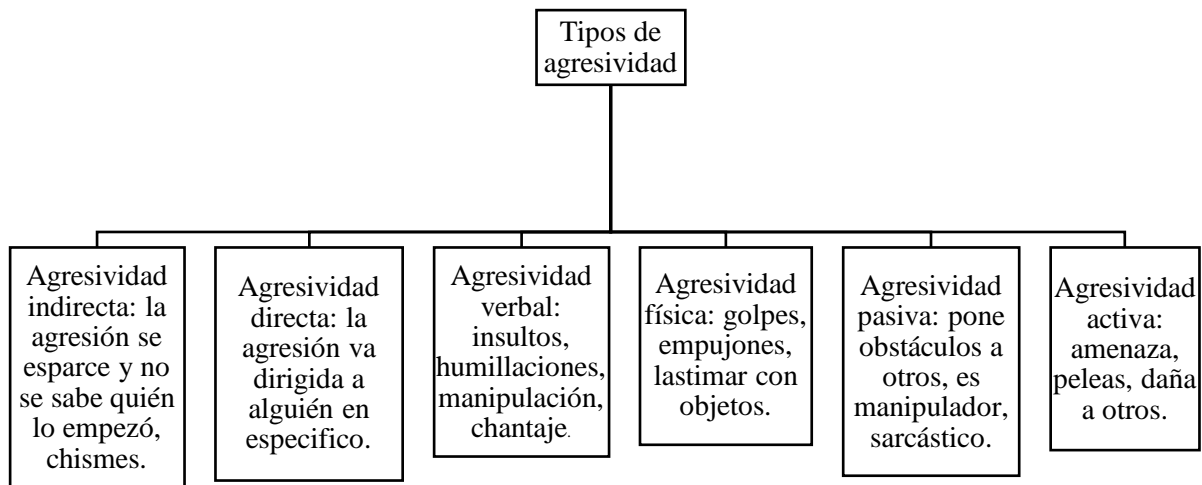 Tipos de
agresividad
Agresividad
indirecta: la
agresión se
esparce y no
se sabe quién
lo empezó,
chismes.
Agresividad
directa: la
agresión va
dirigida a
alguién en
especifico.
Agresividad
verbal:
insultos,
humillaciones,
manipulación,
chantaje.
Agresividad
física: golpes,
empujones,
lastimar con
objetos.
Agresividad
pasiva: pone
obstáculos a
otros, es
manipulador,
sarcástico.
Agresividad
activa:
amenaza,
peleas, daña
a otros.